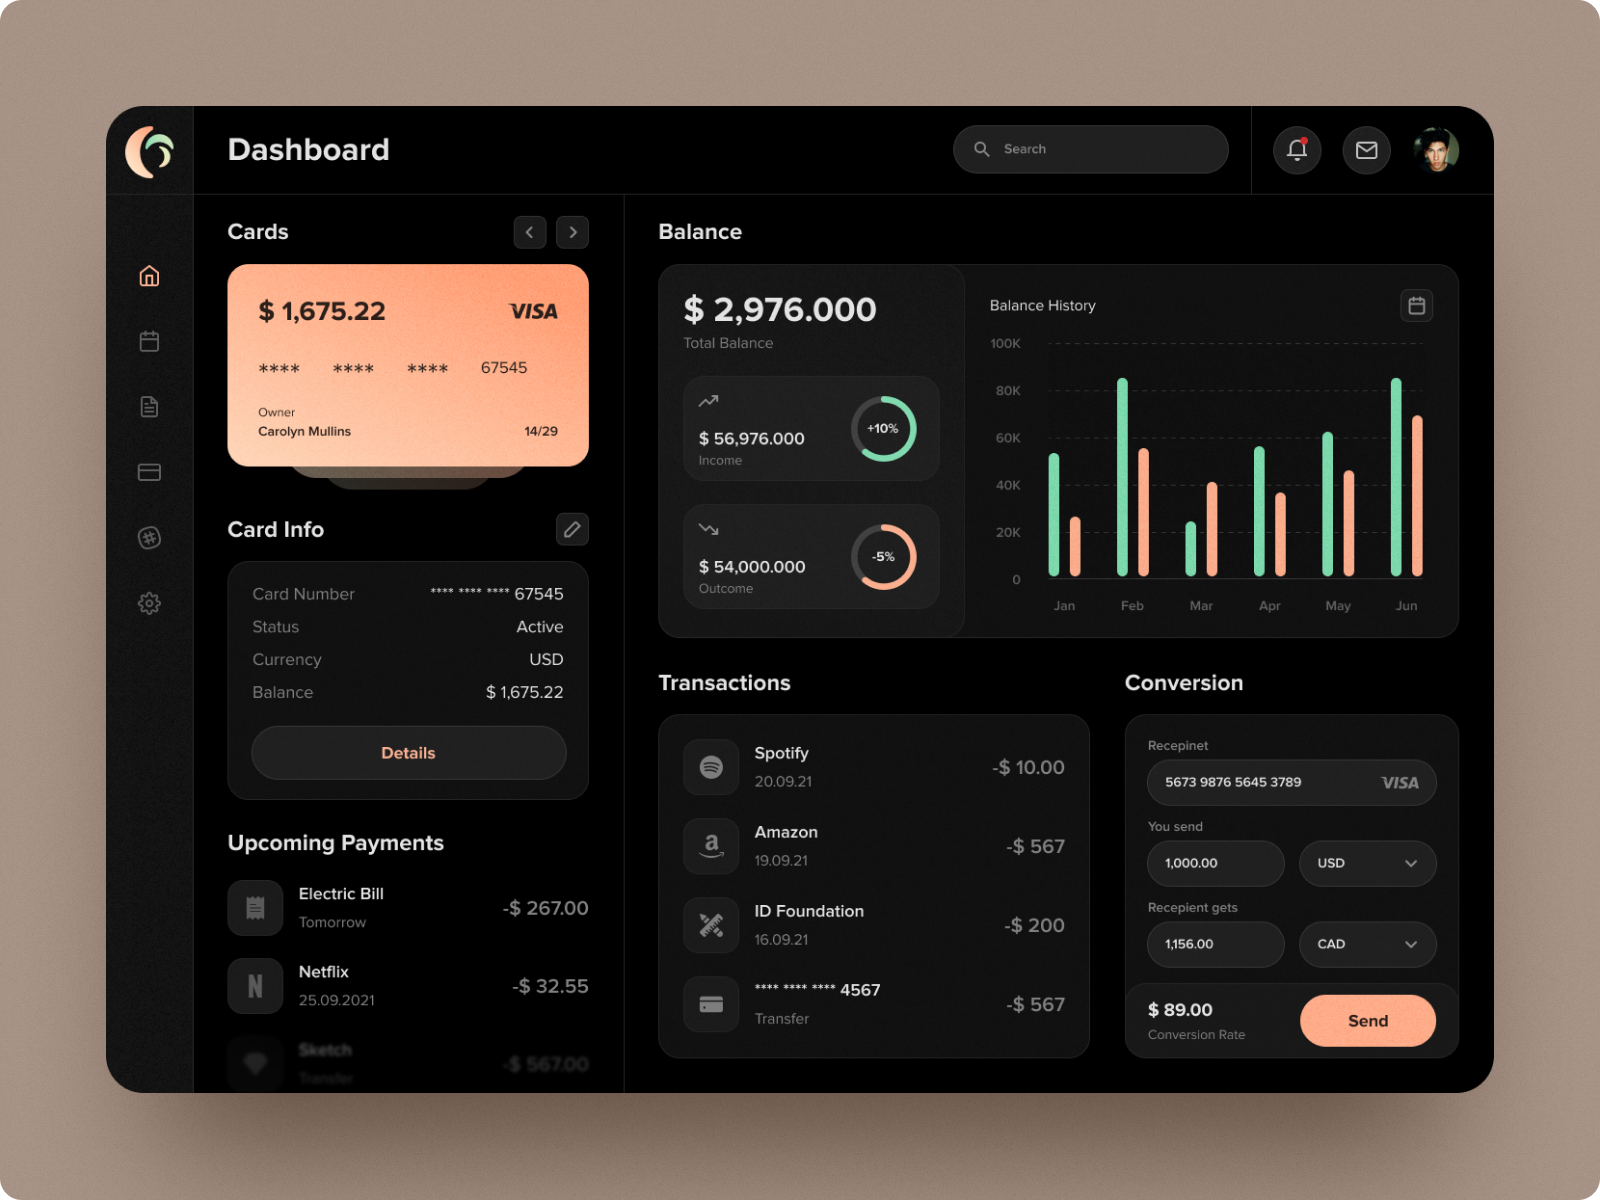 Dashboard
Search
Cards
$ 1,675.22
VISA
**** **** **** 67545
Owner
Carolyn Mullins
14/29
Card Info
Card Number
**** **** **** 67545
Status
Active
Currency
USD
Balance
$ 1,675.22
Details
Upcoming Payments
Electric Bill
Tomorrow
-$ 267.00
N
Netflix
25.09.2021
-$ 32.55
Sketch
Transfer
-$ 567.00
Balance
$ 2,976.000
Total Balance
$ 56,976.000
Income
+10%
$ 54,000.000
Outcome
-5%
Balance History
100K
80K
60K
40K
20K
0
Jan Feb Mar Apr May Jun
Transactions
Spotify
20.09.21
-$ 10.00
a
Amazon
19.09.21
-$ 567
ID Foundation
16.09.21
-$ 200
**** **** **** 4567
Transfer
-$ 567
Conversion
Recepinet
5673 9876 5645 3789
VISA
You send
1,000.00
USD
Recepient gets
1,156.00
CAD
$ 89.00
Conversion Rate
Send